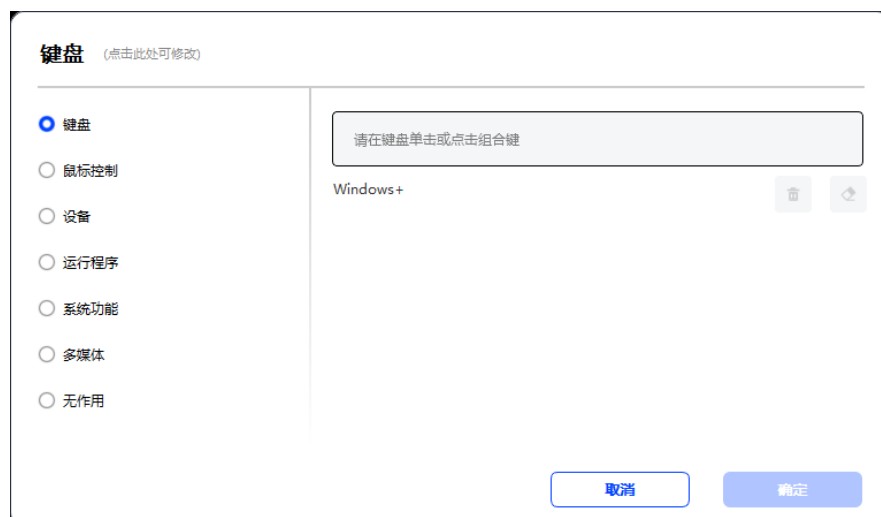 键盘 (点击此处可修改)
键盘
鼠标控制
设备
运行程序
系统功能
多媒体
无作用
请在键盘单击或点击组合键
Windows+
取消
确定